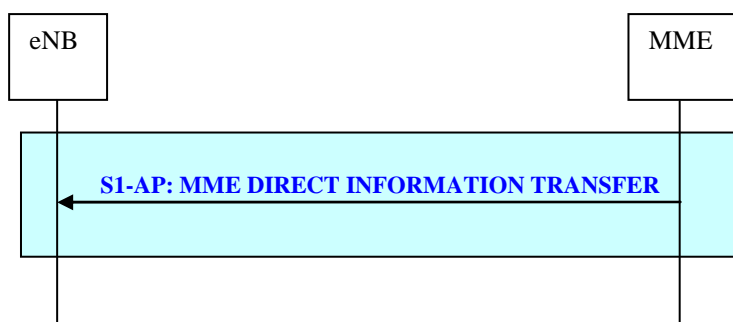 eNB
MME
S1-AP: MME DIRECT INFORMATION TRANSFER